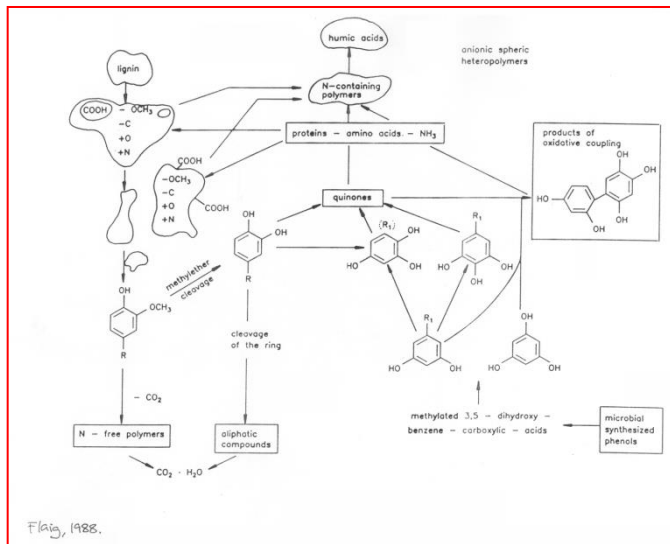 humic acids
anionic spheric
heteropolymers
lignin
N-containing
polymers
COOH
− OCH₃
−C
+O
+N
proteins − amino acids − NH₃
products of
oxidative coupling
COOH
−OCH₃
−C
+O
+N
COOH
OH
OH
HO
OH
OH
quinones
OH
OH
R
(R₁)
OH
HO
OH
R₁
HO
OH
OH
methylether
cleavage
OH
OCH₃
R
cleavage
of the ring
R₁
HO
OH
OH
HO
OH
− CO₂
methylated 3,5 − dihydroxy −
benzene − carboxylic − acids
microbial
synthesized
phenols
N − free polymers
aliphatic
compounds
CO₂ · H₂O
Flaig, 1988.